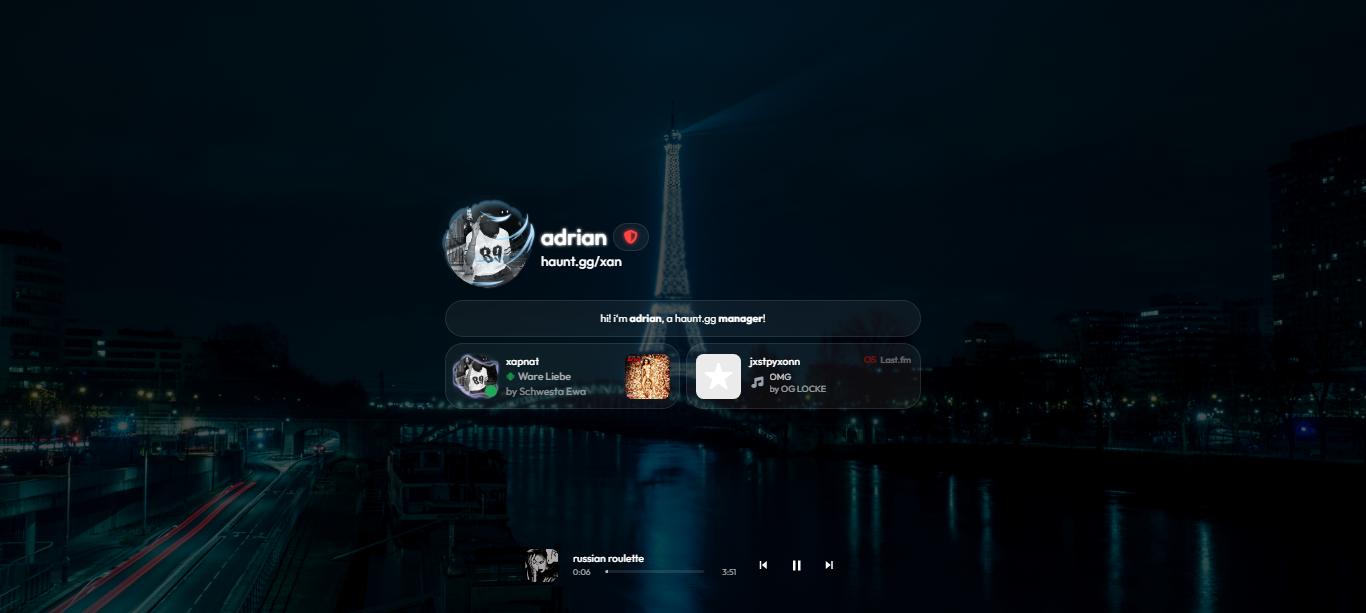 adrian
haunt.gg/xan
89
hi! i'm adrian, a haunt.gg manager!
xapnat
Ware Liebe
by Schwesta Ewa
jxstpyxonn
Last.fm
OMG
by OG LOCKE
russian roulette
0:06
3:51